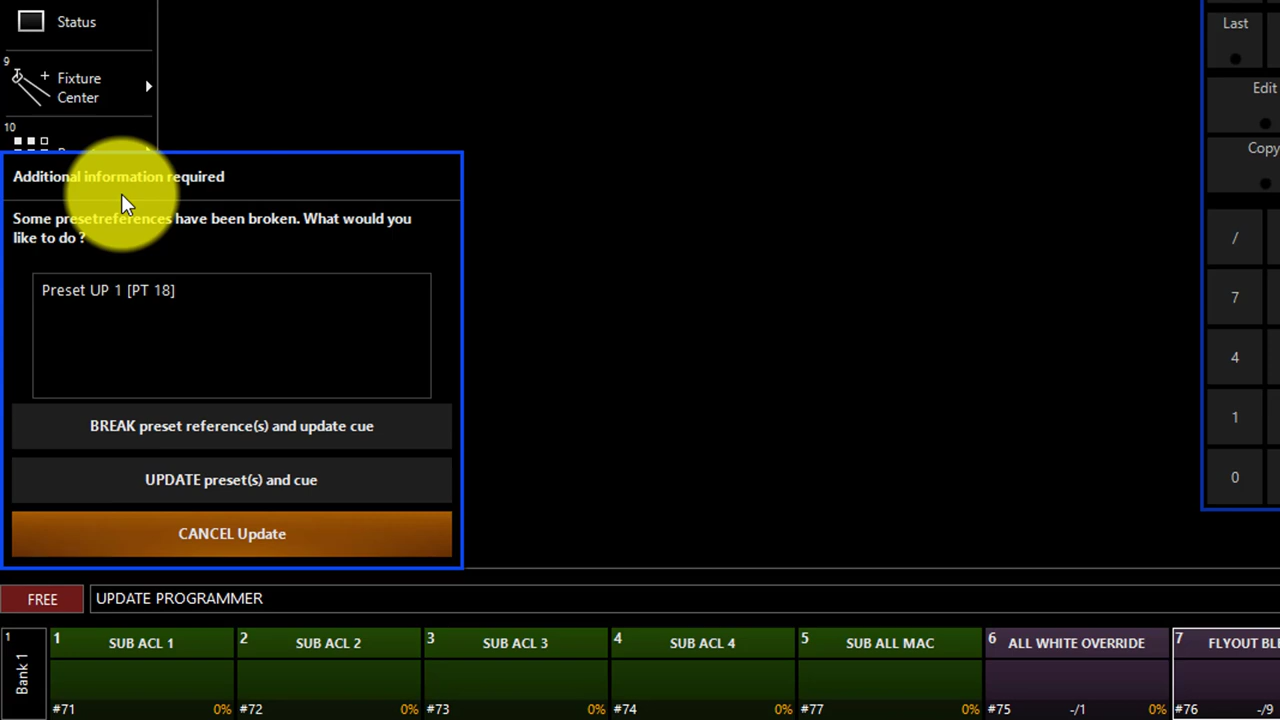 Status
9
Fixture
Center
10
Additional information required
Some presetreferences have been broken. What would you
like to do ?
Preset UP 1 [PT 18]
BREAK preset reference(s) and update cue
UPDATE preset(s) and cue
CANCEL Update
Last
Edit
Copy
/
7
4
1
0
FREE
UPDATE PROGRAMMER
1
Bank 1
1 SUB ACL 1
#71 0%
2 SUB ACL 2
#72 0%
3 SUB ACL 3
#73 0%
4 SUB ACL 4
#74 0%
5 SUB ALL MAC
#77 0%
6 ALL WHITE OVERRIDE
#75 -/1 0%
7 FLYOUT
#76 -/9